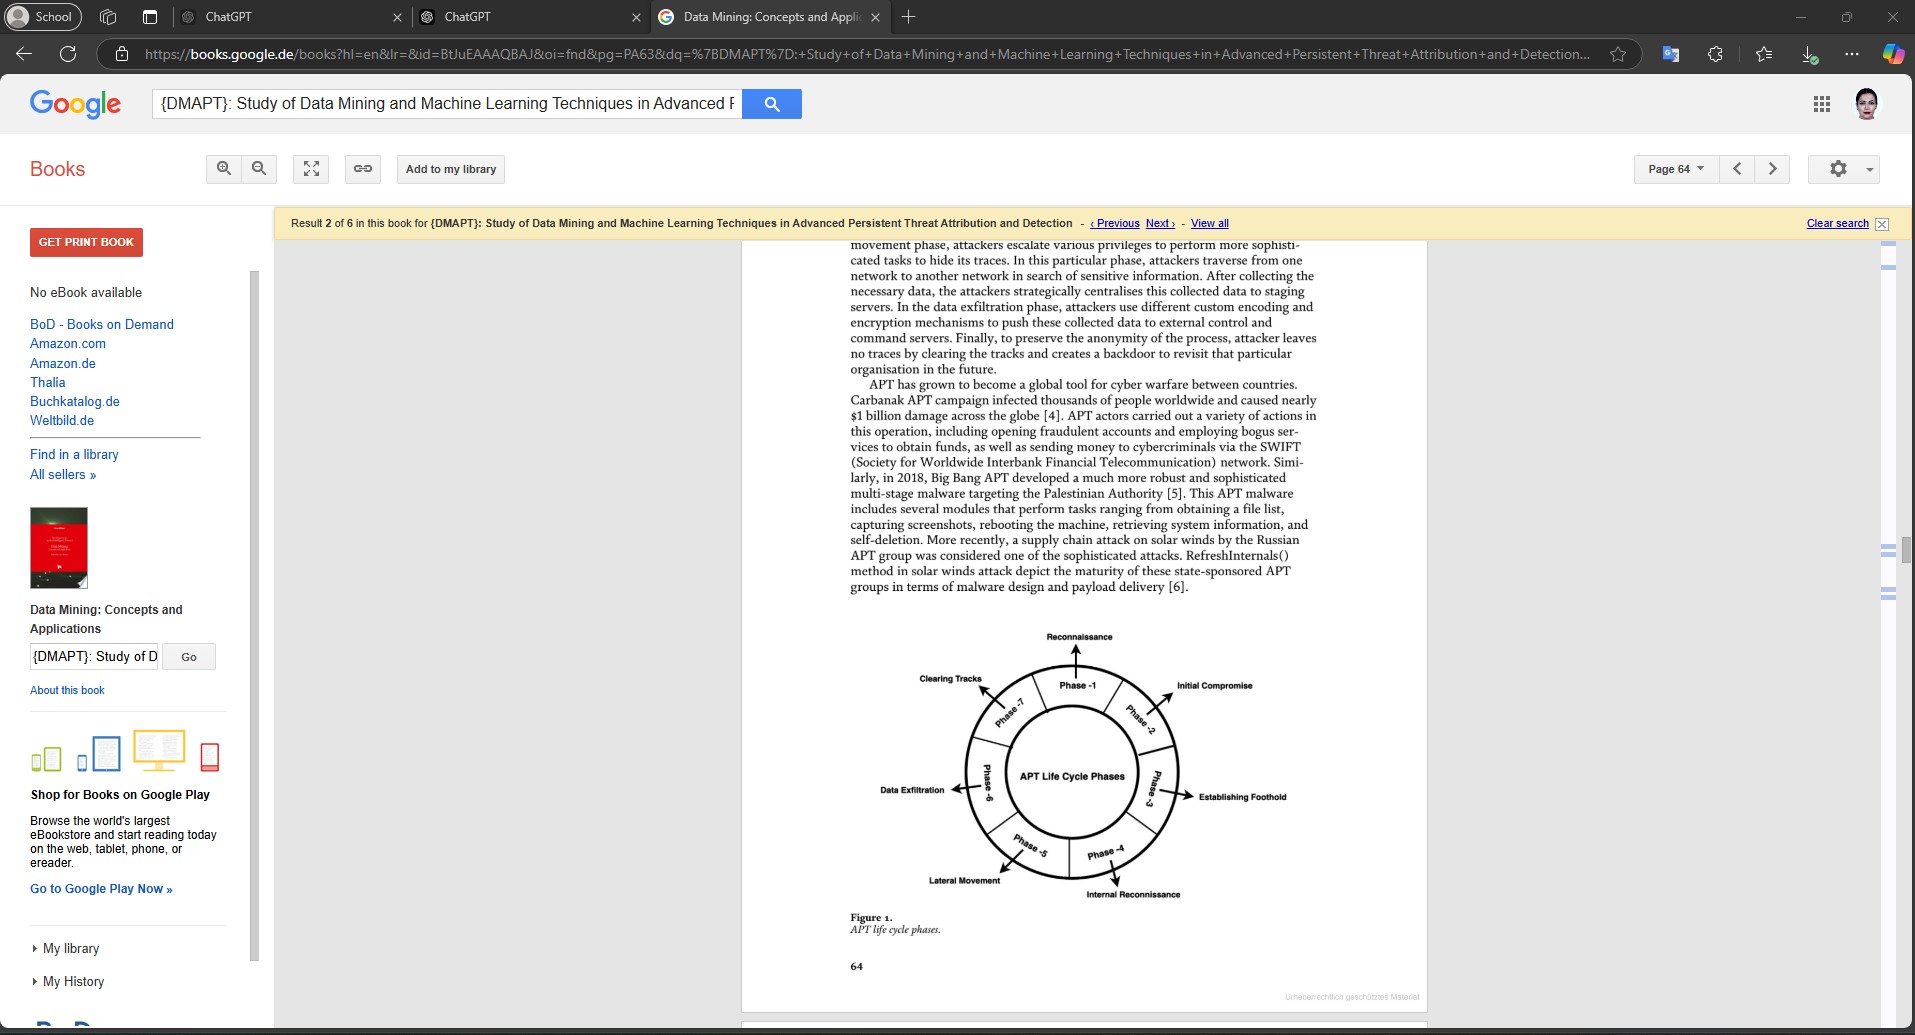 School
ChatGPT
ChatGPT
Data Mining: Concepts and Applic
https://books.google.de/books?hl=en&lr=&id=BtJuEAAAQBAJ&oi=fnd&pg=PA63&dq=%7BDMAPT%7D:+Study+of+Data+Mining+and+Machine+Learning+Techniques+in+Advanced+Persistent+Threat+Attribution+and+Detection...
Google
{DMAPT}: Study of Data Mining and Machine Learning Techniques in Advanced F
Books
Add to my library
Page 64
Result 2 of 6 in this book for {DMAPT}: Study of Data Mining and Machine Learning Techniques in Advanced Persistent Threat Attribution and Detection - ‹ Previous Next › - View all
Clear search
GET PRINT BOOK
No eBook available
BoD - Books on Demand
Amazon.com
Amazon.de
Thalia
Buchkatalog.de
Weltbild.de
Find in a library
All sellers »
Data Mining: Concepts and
Applications
{DMAPT}: Study of D
Go
About this book
Shop for Books on Google Play
Browse the world's largest
eBookstore and start reading today
on the web, tablet, phone, or
ereader.
Go to Google Play Now »
My library
My History
movement phase, attackers escalate various privileges to perform more sophisti-
cated tasks to hide its traces. In this particular phase, attackers traverse from one
network to another network in search of sensitive information. After collecting the
necessary data, the attackers strategically centralises this collected data to staging
servers. In the data exfiltration phase, attackers use different custom encoding and
encryption mechanisms to push these collected data to external control and
command servers. Finally, to preserve the anonymity of the process, attacker leaves
no traces by clearing the tracks and creates a backdoor to revisit that particular
organisation in the future.
APT has grown to become a global tool for cyber warfare between countries.
Carbanak APT campaign infected thousands of people worldwide and caused nearly
$1 billion damage across the globe [4]. APT actors carried out a variety of actions in
this operation, including opening fraudulent accounts and employing bogus ser-
vices to obtain funds, as well as sending money to cybercriminals via the SWIFT
(Society for Worldwide Interbank Financial Telecommunication) network. Simi-
larly, in 2018, Big Bang APT developed a much more robust and sophisticated
multi-stage malware targeting the Palestinian Authority [5]. This APT malware
includes several modules that perform tasks ranging from obtaining a file list,
capturing screenshots, rebooting the machine, retrieving system information, and
self-deletion. More recently, a supply chain attack on solar winds by the Russian
APT group was considered one of the sophisticated attacks. RefreshInternals()
method in solar winds attack depict the maturity of these state-sponsored APT
groups in terms of malware design and payload delivery [6].
Reconnaissance
Clearing Tracks
Initial Compromise
Phase -1
Phase -7
Phase -2
APT Life Cycle Phases
Phase -6
Phase -3
Data Exfiltration
Establishing Foothold
Phase -5
Phase -4
Lateral Movement
Internal Reconnissance
Figure 1.
APT life cycle phases.
64
Urheberrechtlich geschütztes Material